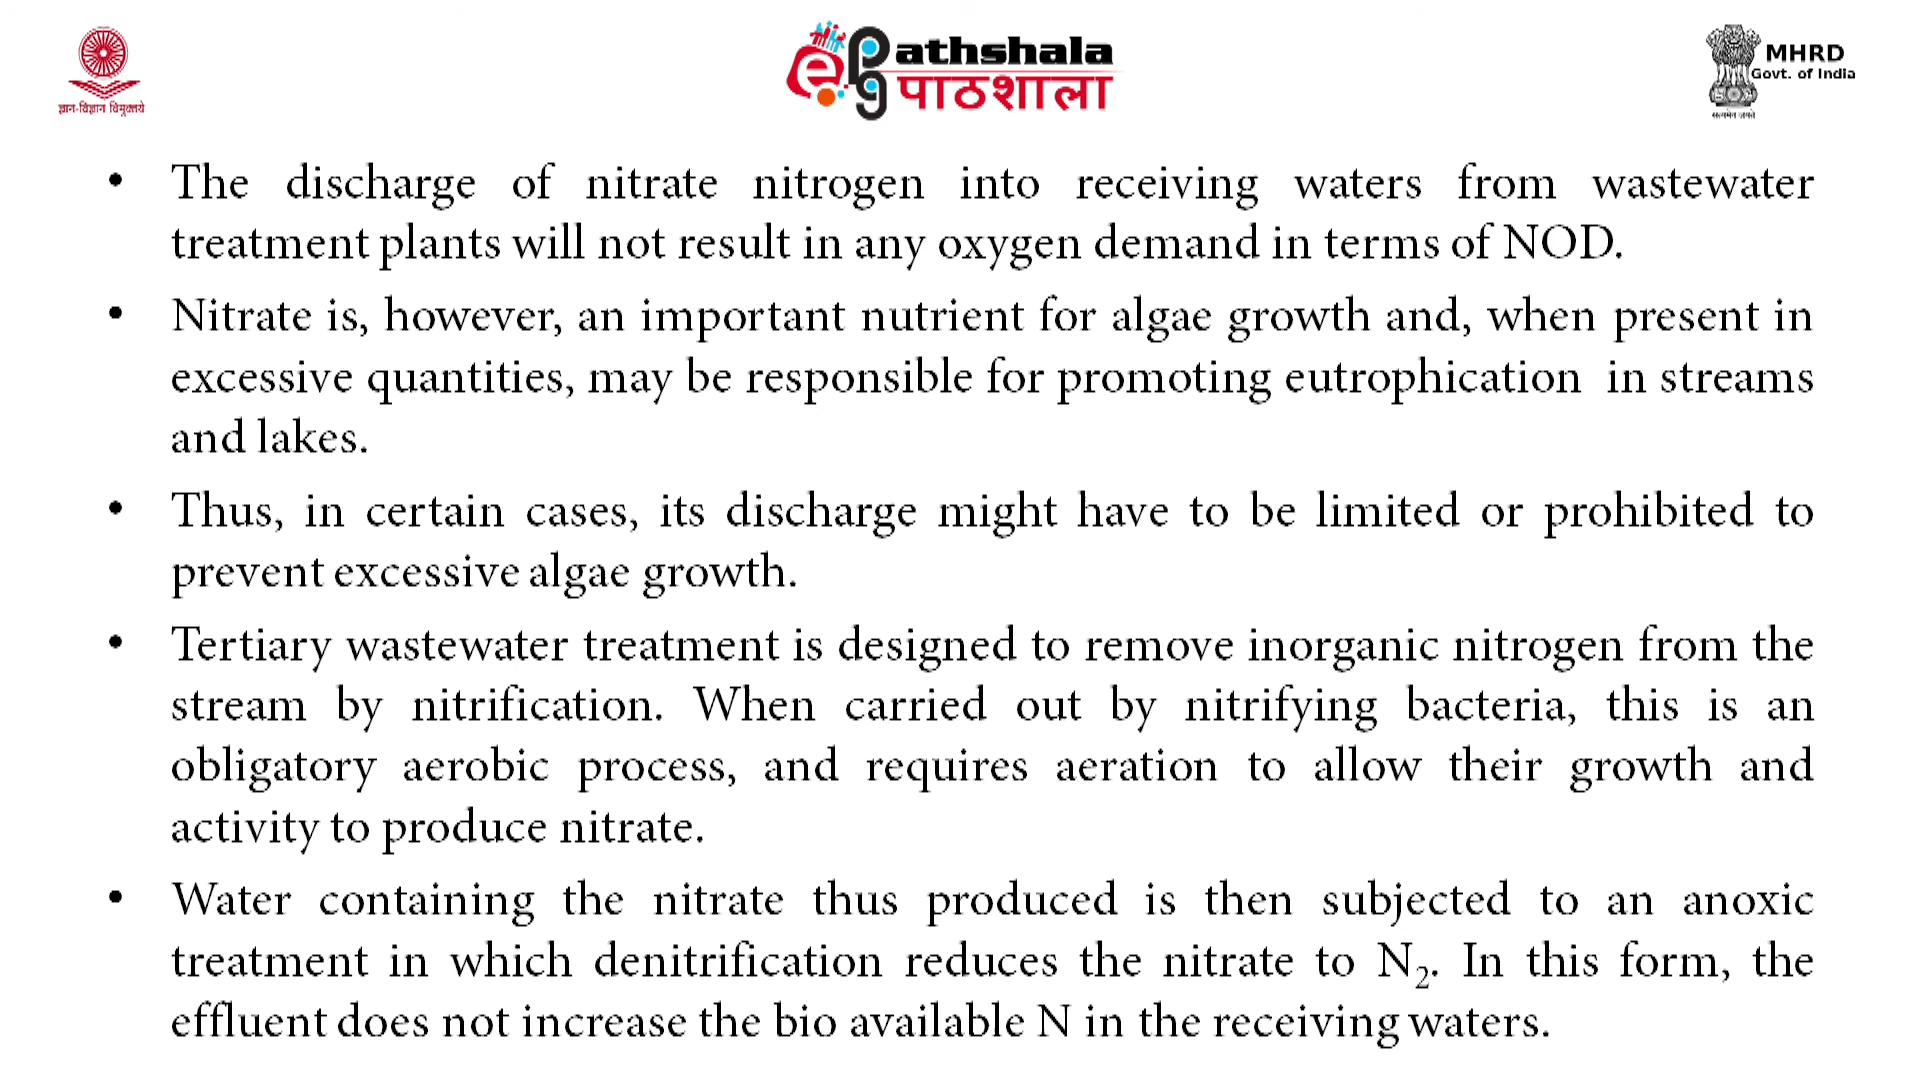 ज्ञान-विज्ञान विमुक्तये
e
pg
athshala
पाठशाला
MHRD
Govt. of India
सत्यमेव जयते
• The discharge of nitrate nitrogen into receiving waters from wastewater
treatment plants will not result in any oxygen demand in terms of NOD.
• Nitrate is, however, an important nutrient for algae growth and, when present in
excessive quantities, may be responsible for promoting eutrophication in streams
and lakes.
• Thus, in certain cases, its discharge might have to be limited or prohibited to
prevent excessive algae growth.
• Tertiary wastewater treatment is designed to remove inorganic nitrogen from the
stream by nitrification. When carried out by nitrifying bacteria, this is an
obligatory aerobic process, and requires aeration to allow their growth and
activity to produce nitrate.
• Water containing the nitrate thus produced is then subjected to an anoxic
treatment in which denitrification reduces the nitrate to N₂. In this form, the
effluent does not increase the bio available N in the receiving waters.